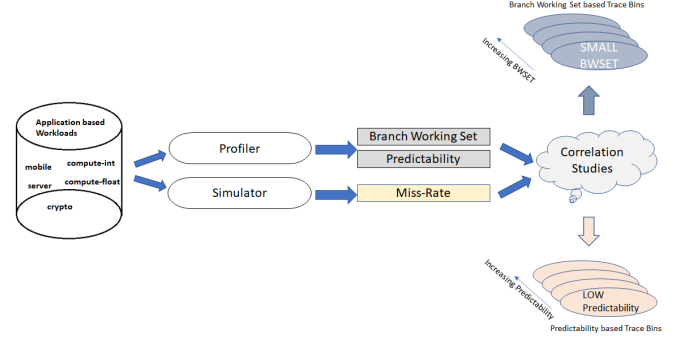 Branch Working Set based Trace Bins
Increasing BWSET
SMALL
BWSET
Application based
Workloads
mobile
compute-int
server
compute-float
crypto
Profiler
Simulator
Branch Working Set
Predictability
Miss-Rate
Correlation
Studies
Increasing Predictability
LOW
Predictability
Predictability based Trace Bins